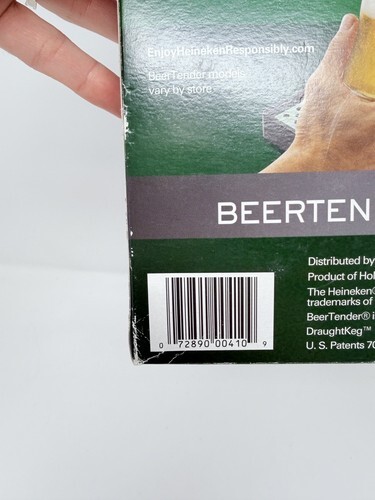 EnjoyHeinekenResponsibly.com
BeerTender models
vary by store
BEERTEN
Distributed by
Product of Hol
The Heineken®
trademarks of
BeerTender® i
DraughtKeg™
U. S. Patents 70
0 72890 00410 9